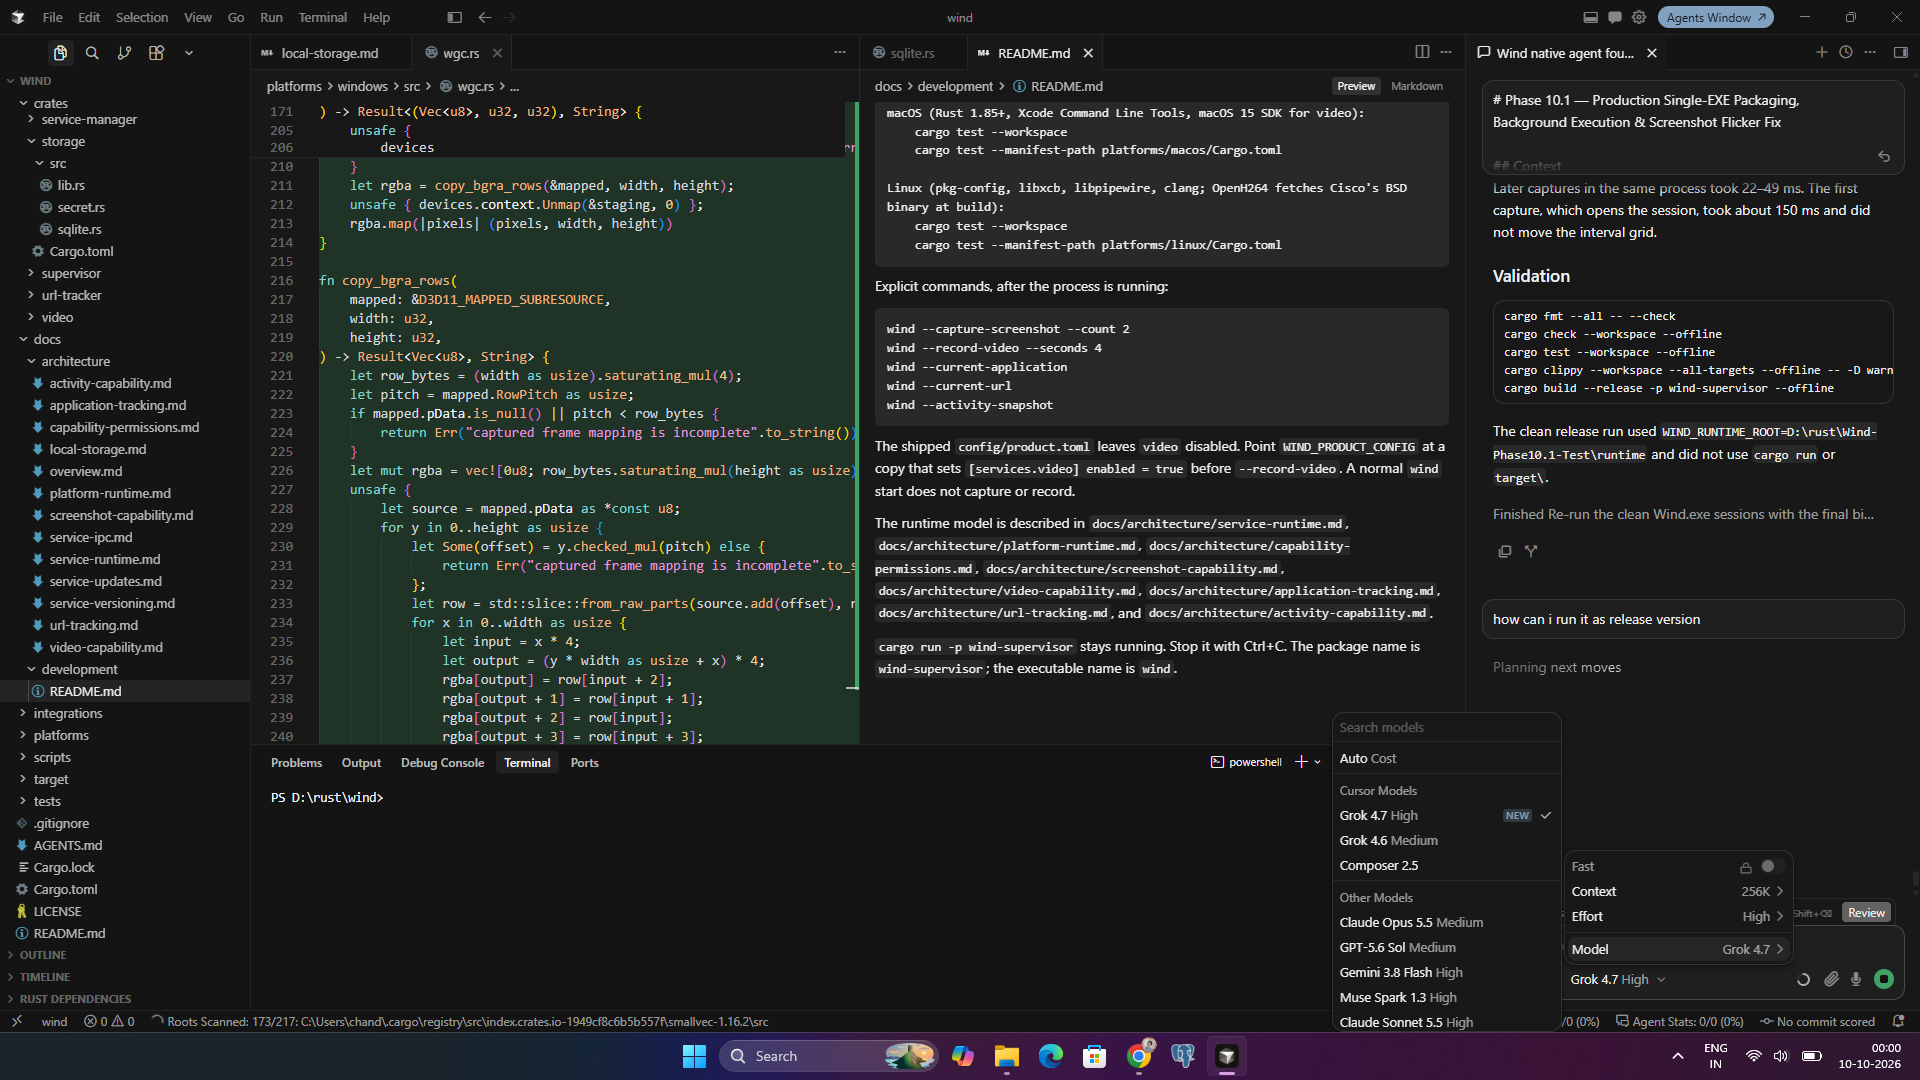 File Edit Selection View Go Run Terminal Help
wind
Agents Window ↗
WIND
crates
service-manager
storage
src
lib.rs
secret.rs
sqlite.rs
Cargo.toml
supervisor
url-tracker
video
docs
architecture
activity-capability.md
application-tracking.md
capability-permissions.md
local-storage.md
overview.md
platform-runtime.md
screenshot-capability.md
service-ipc.md
service-runtime.md
service-updates.md
service-versioning.md
url-tracking.md
video-capability.md
development
README.md
integrations
platforms
scripts
target
tests
.gitignore
AGENTS.md
Cargo.lock
Cargo.toml
LICENSE
README.md
OUTLINE
TIMELINE
RUST DEPENDENCIES
local-storage.md
wgc.rs
platforms > windows > src > wgc.rs > ...
171 ) -> Result<(Vec<u8>, u32, u32), String> {
205 unsafe {
206 devices
210 }
211 let rgba = copy_bgra_rows(&mapped, width, height);
212 unsafe { devices.context.Unmap(&staging, 0) };
213 rgba.map(|pixels| (pixels, width, height))
214 }
215
216 fn copy_bgra_rows(
217 mapped: &D3D11_MAPPED_SUBRESOURCE,
218 width: u32,
219 height: u32,
220 ) -> Result<Vec<u8>, String> {
221 let row_bytes = (width as usize).saturating_mul(4);
222 let pitch = mapped.RowPitch as usize;
223 if mapped.pData.is_null() || pitch < row_bytes {
224 return Err("captured frame mapping is incomplete".to_string())
225 }
226 let mut rgba = vec![0u8; row_bytes.saturating_mul(height as usize)
227 unsafe {
228 let source = mapped.pData as *const u8;
229 for y in 0..height as usize {
230 let Some(offset) = y.checked_mul(pitch) else {
231 return Err("captured frame mapping is incomplete".to_s
232 };
233 let row = std::slice::from_raw_parts(source.add(offset), r
234 for x in 0..width as usize {
235 let input = x * 4;
236 let output = (y * width as usize + x) * 4;
237 rgba[output] = row[input + 2];
238 rgba[output + 1] = row[input + 1];
239 rgba[output + 2] = row[input];
240 rgba[output + 3] = row[input + 3];
sqlite.rs
README.md
docs > development > README.md
Preview Markdown
macOS (Rust 1.85+, Xcode Command Line Tools, macOS 15 SDK for video):
cargo test --workspace
cargo test --manifest-path platforms/macos/Cargo.toml
Linux (pkg-config, libxcb, libpipewire, clang; OpenH264 fetches Cisco's BSD
binary at build):
cargo test --workspace
cargo test --manifest-path platforms/linux/Cargo.toml
Explicit commands, after the process is running:
wind --capture-screenshot --count 2
wind --record-video --seconds 4
wind --current-application
wind --current-url
wind --activity-snapshot
The shipped config/product.toml leaves video disabled. Point WIND_PRODUCT_CONFIG at a
copy that sets [services.video] enabled = true before --record-video. A normal wind
start does not capture or record.
The runtime model is described in docs/architecture/service-runtime.md,
docs/architecture/platform-runtime.md, docs/architecture/capability-
permissions.md, docs/architecture/screenshot-capability.md,
docs/architecture/video-capability.md, docs/architecture/application-tracking.md,
docs/architecture/url-tracking.md, and docs/architecture/activity-capability.md.
cargo run -p wind-supervisor stays running. Stop it with Ctrl+C. The package name is
wind-supervisor; the executable name is wind.
Problems Output Debug Console Terminal Ports
powershell
PS D:\rust\wind>
Wind native agent fou...
# Phase 10.1 — Production Single-EXE Packaging,
Background Execution & Screenshot Flicker Fix
## Context
Later captures in the same process took 22–49 ms. The first
capture, which opens the session, took about 150 ms and did
not move the interval grid.
Validation
cargo fmt --all -- --check
cargo check --workspace --offline
cargo test --workspace --offline
cargo clippy --workspace --all-targets --offline -- -D warn
cargo build --release -p wind-supervisor --offline
The clean release run used WIND_RUNTIME_ROOT=D:\rust\Wind-
Phase10.1-Test\runtime and did not use cargo run or
target\.
Finished Re-run the clean Wind.exe sessions with the final bi...
how can i run it as release version
Planning next moves
Search models
Auto Cost
Cursor Models
Grok 4.7 High NEW
Grok 4.6 Medium
Composer 2.5
Other Models
Claude Opus 5.5 Medium
GPT-5.6 Sol Medium
Gemini 3.8 Flash High
Muse Spark 1.3 High
Claude Sonnet 5.5 High
Fast
Context 256K
Effort High
Model Grok 4.7
Shift+⌫ Review
Grok 4.7 High
wind
0 0
Roots Scanned: 173/217: C:\Users\chand\.cargo\registry\src\index.crates.io-1949cf8c6b5b557f\smallvec-1.16.2\src
/0 (0%)
Agent Stats: 0/0 (0%)
No commit scored
Search
ENG
IN
00:00
10-10-2026